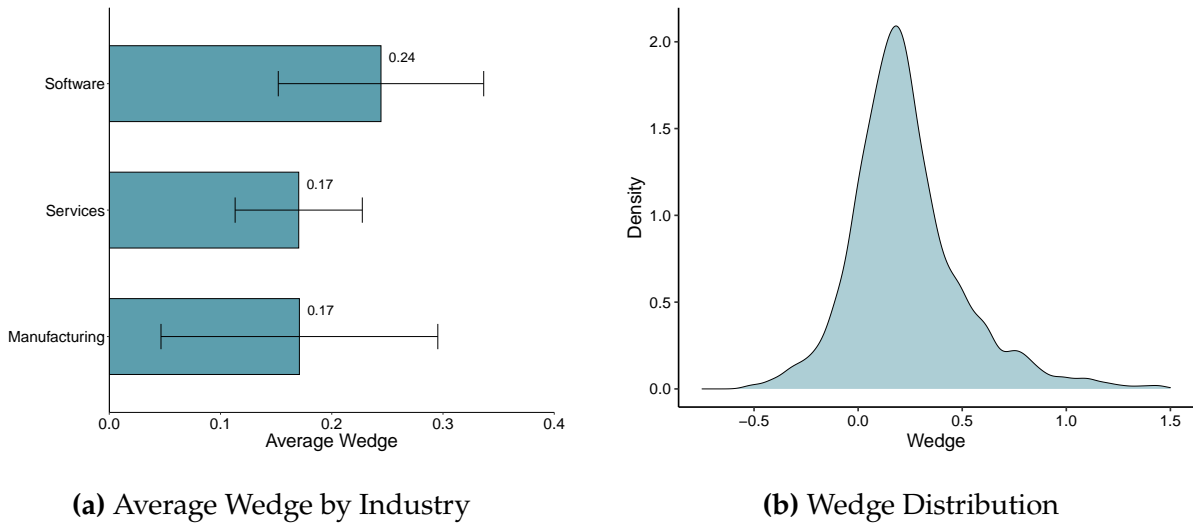 Software
Services
Manufacturing
0.24
0.17
0.17
0.0 0.1 0.2 0.3 0.4
Average Wedge
(a) Average Wedge by Industry
2.0
1.5
1.0
0.5
0.0
Density
−0.5 0.0 0.5 1.0 1.5
Wedge
(b) Wedge Distribution